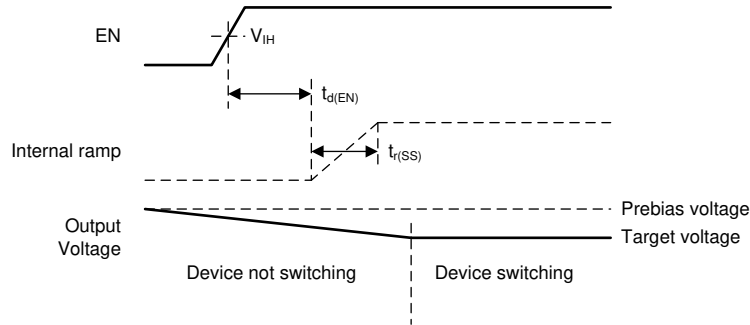 EN
V_IH
t_d(EN)
Internal ramp
t_r(SS)
Prebias voltage
Output
Voltage
Target voltage
Device not switching
Device switching